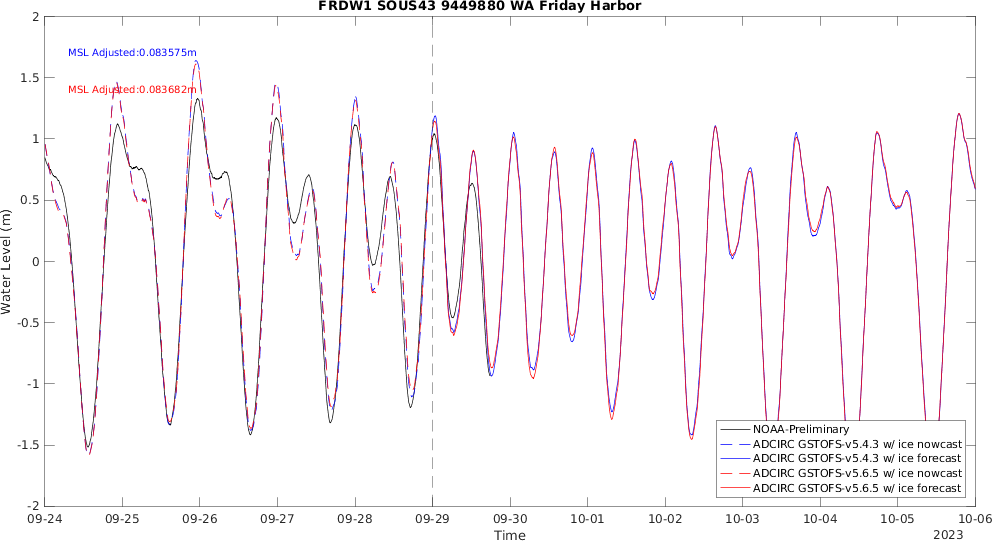 FRDW1 SOUS43 9449880 WA Friday Harbor
2
1.5
1
0.5
0
-0.5
-1
-1.5
-2
Water Level (m)
MSL Adjusted:0.083575m
MSL Adjusted:0.083682m
NOAA-Preliminary
ADCIRC GSTOFS-v5.4.3 w/ ice nowcast
ADCIRC GSTOFS-v5.4.3 w/ ice forecast
ADCIRC GSTOFS-v5.6.5 w/ ice nowcast
ADCIRC GSTOFS-v5.6.5 w/ ice forecast
09-24 09-25 09-26 09-27 09-28 09-29 09-30 10-01 10-02 10-03 10-04 10-05 10-06
Time
2023